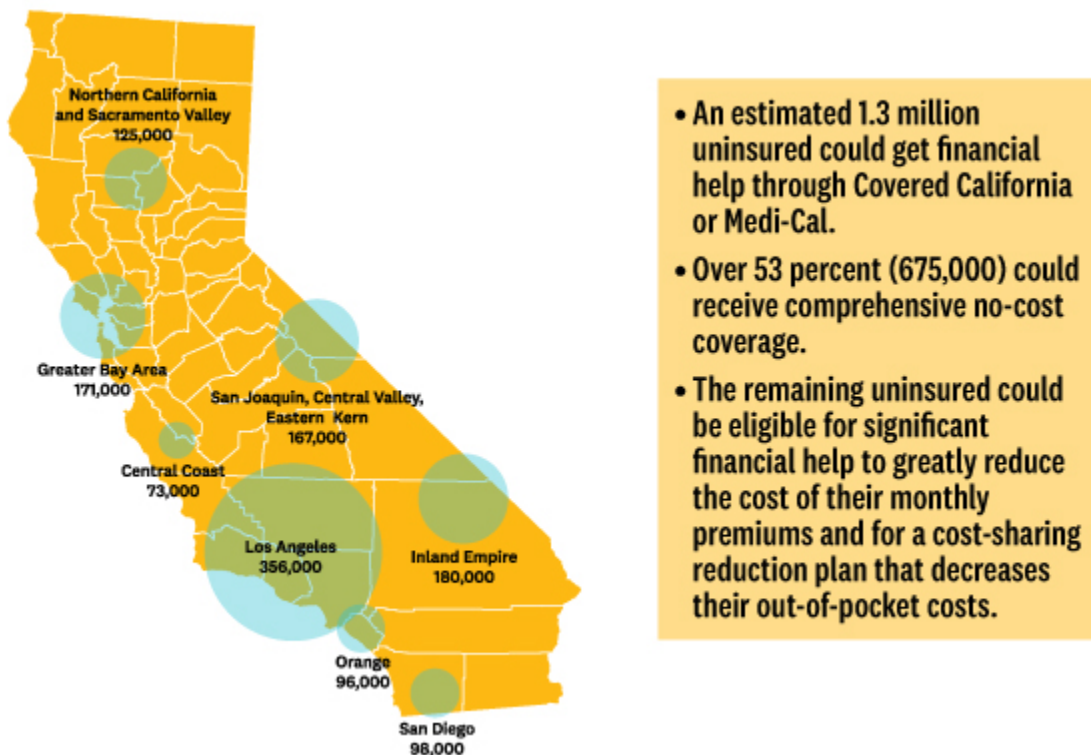 Northern California
and Sacramento Valley
125,000
Greater Bay Area
171,000
San Joaquin, Central Valley,
Eastern Kern
167,000
Central Coast
73,000
Los Angeles
356,000
Inland Empire
180,000
Orange
96,000
San Diego
98,000
• An estimated 1.3 million
uninsured could get financial
help through Covered California
or Medi-Cal.
• Over 53 percent (675,000) could
receive comprehensive no-cost
coverage.
• The remaining uninsured could
be eligible for significant
financial help to greatly reduce
the cost of their monthly
premiums and for a cost-sharing
reduction plan that decreases
their out-of-pocket costs.